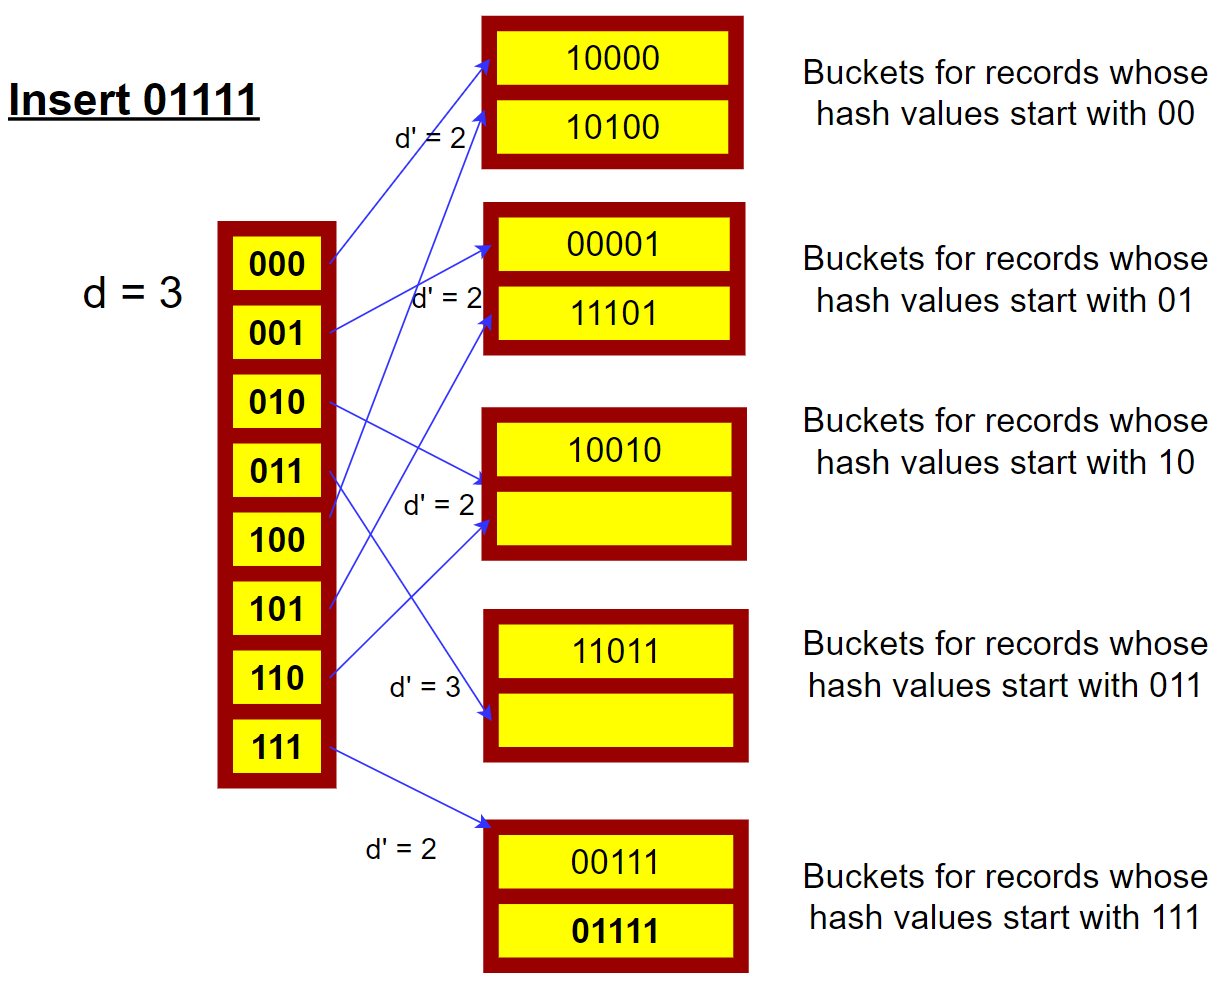 Insert 01111
d = 3
000
001
010
011
100
101
110
111
d' = 2
10000
10100
Buckets for records whose
hash values start with 00
d' = 2
00001
11101
Buckets for records whose
hash values start with 01
d' = 2
10010
Buckets for records whose
hash values start with 10
d' = 3
11011
Buckets for records whose
hash values start with 011
d' = 2
00111
01111
Buckets for records whose
hash values start with 111